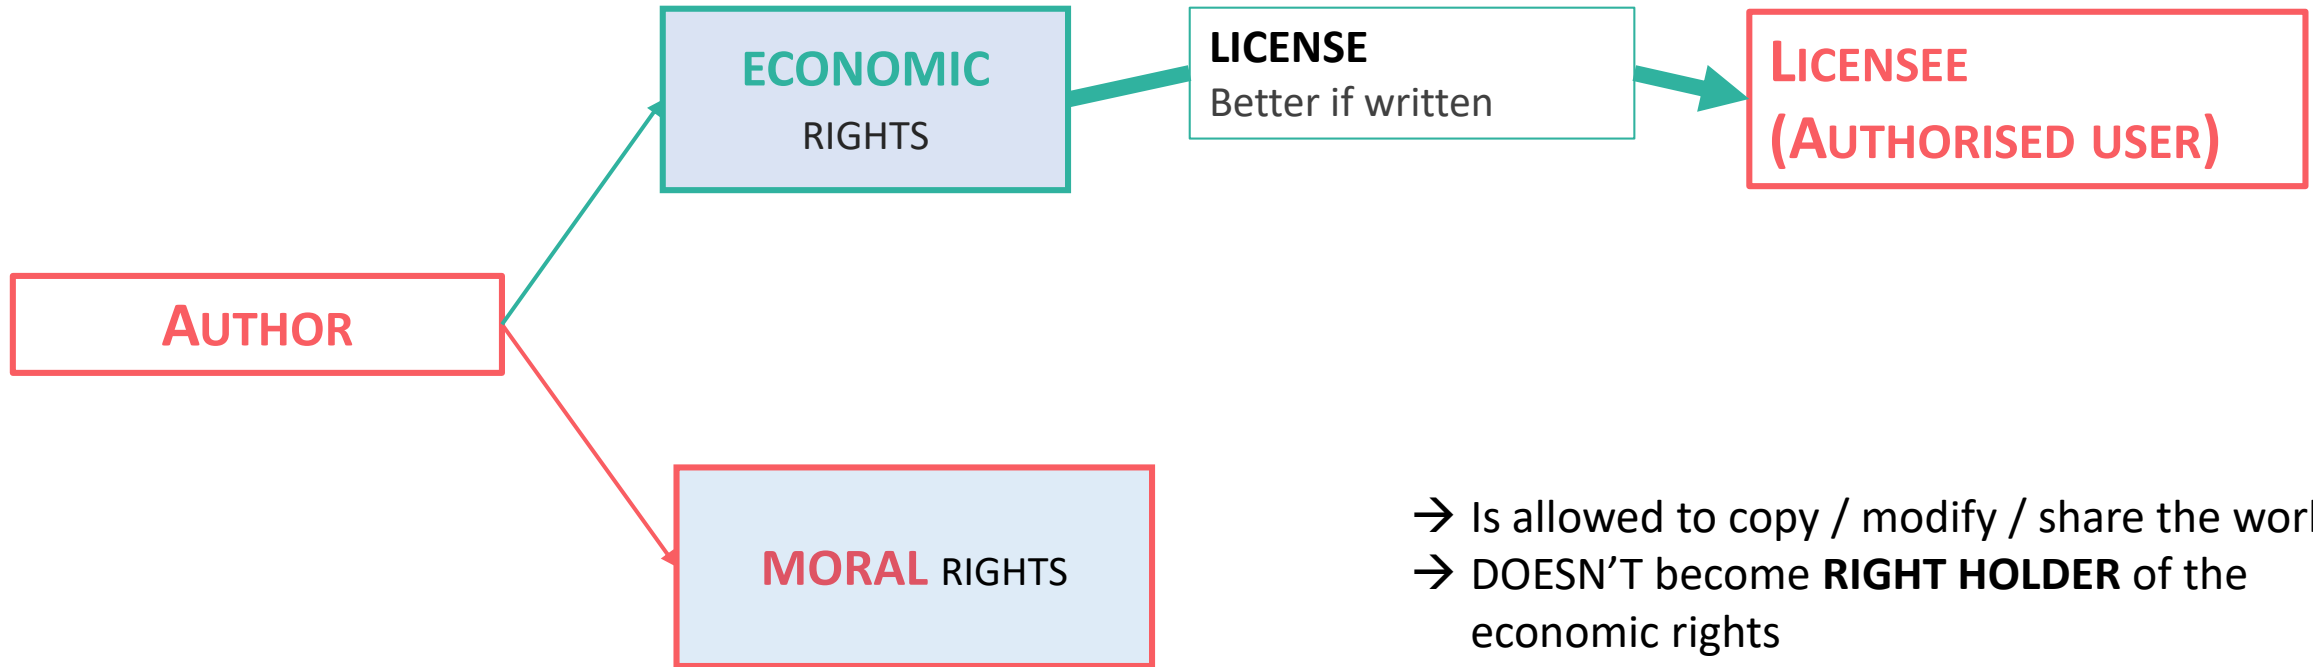 ECONOMIC
RIGHTS
LICENSE
Better if written
LICENSEE
(AUTHORISED USER)
AUTHOR
MORAL RIGHTS
→ Is allowed to copy / modify / share the
→ DOESN'T become RIGHT HOLDER of the
economic rights